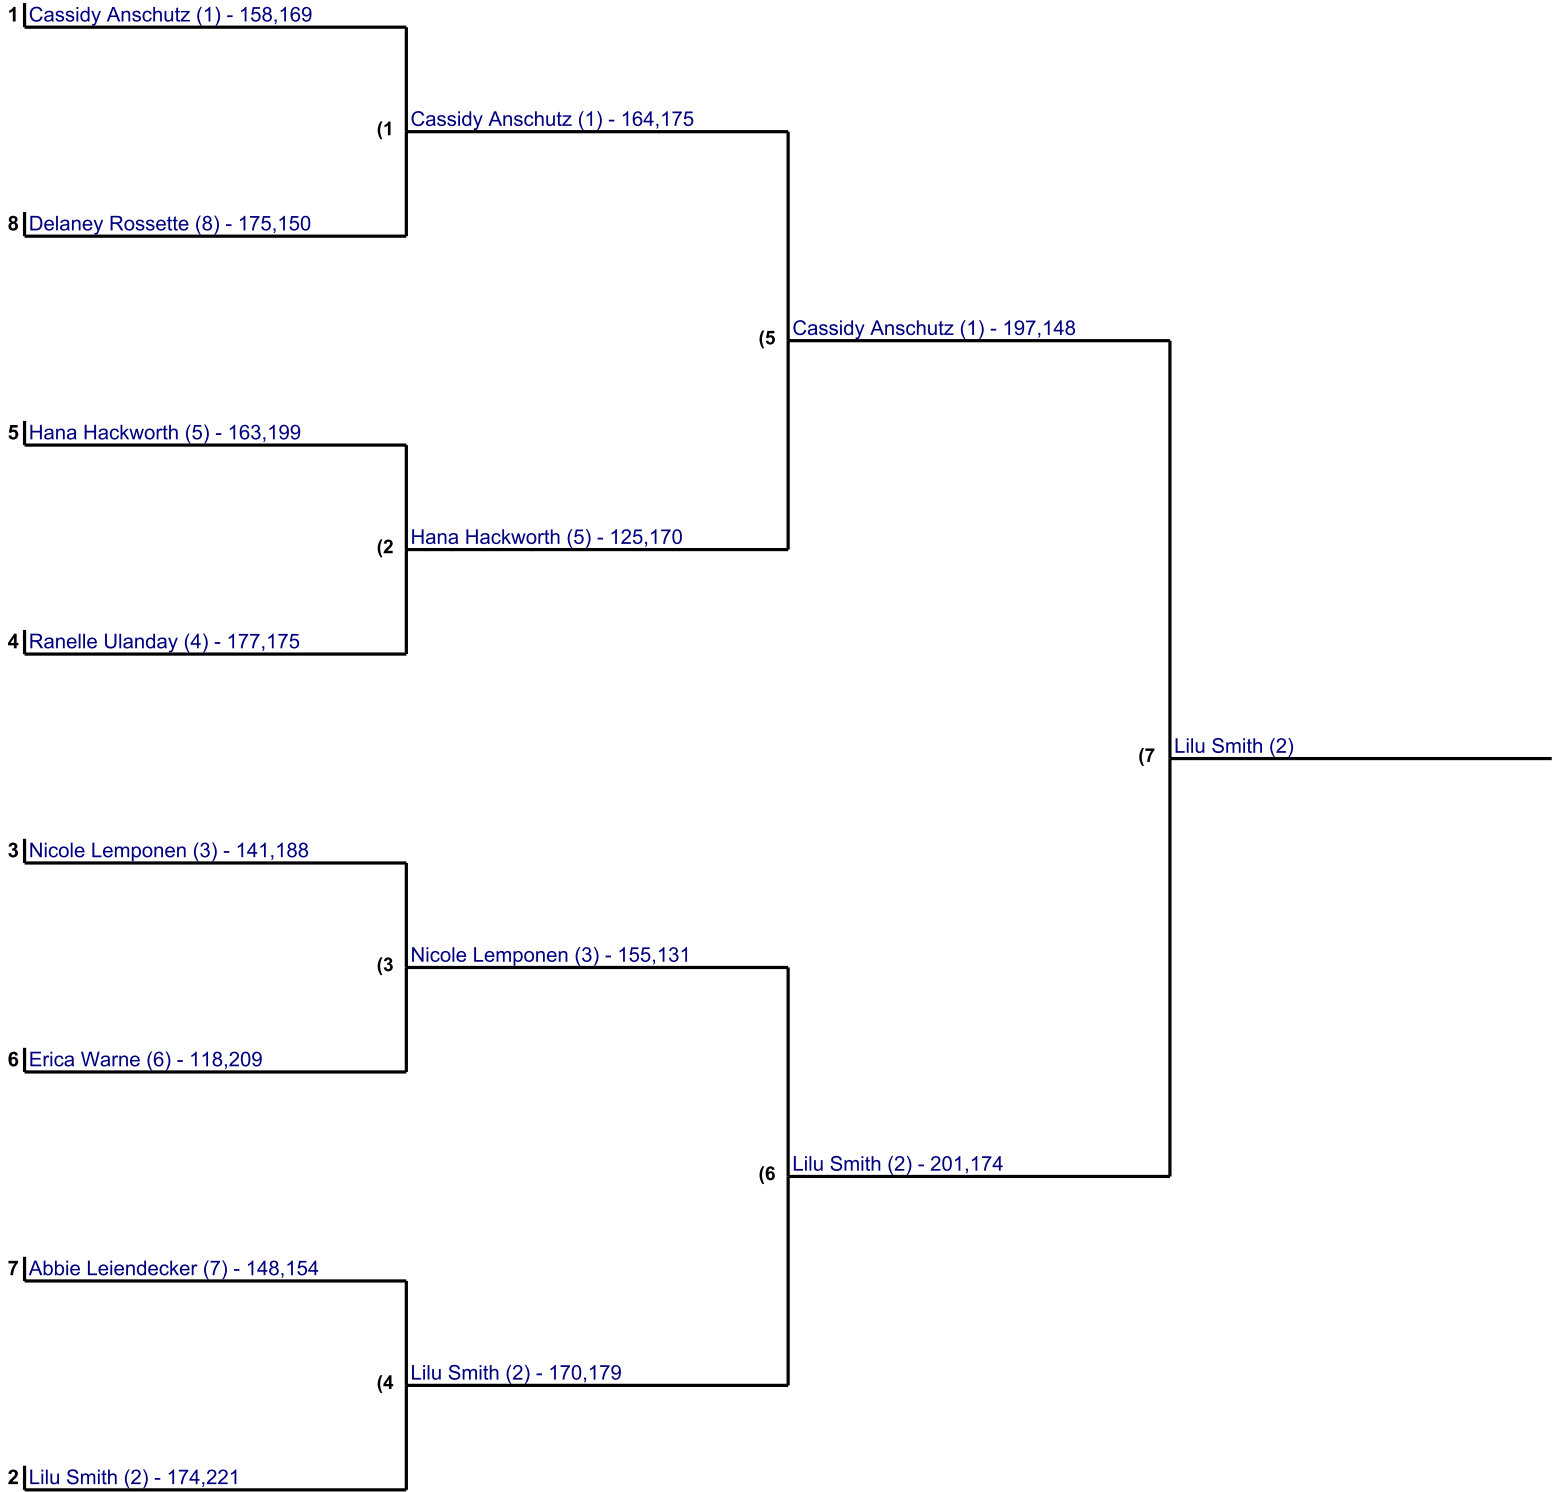 1 Cassidy Anschutz (1) - 158,169
(1 Cassidy Anschutz (1) - 164,175
8 Delaney Rossette (8) - 175,150
(5 Cassidy Anschutz (1) - 197,148
5 Hana Hackworth (5) - 163,199
(2 Hana Hackworth (5) - 125,170
4 Ranelle Ulanday (4) - 177,175
(7 Lilu Smith (2)
3 Nicole Lemponen (3) - 141,188
(3 Nicole Lemponen (3) - 155,131
6 Erica Warne (6) - 118,209
(6 Lilu Smith (2) - 201,174
7 Abbie Leiendecker (7) - 148,154
(4 Lilu Smith (2) - 170,179
2 Lilu Smith (2) - 174,221